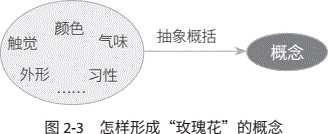 颜色
触觉
气味
外形
习性
……
抽象概括
概念
图 2-3 怎样形成“玫瑰花”的概念